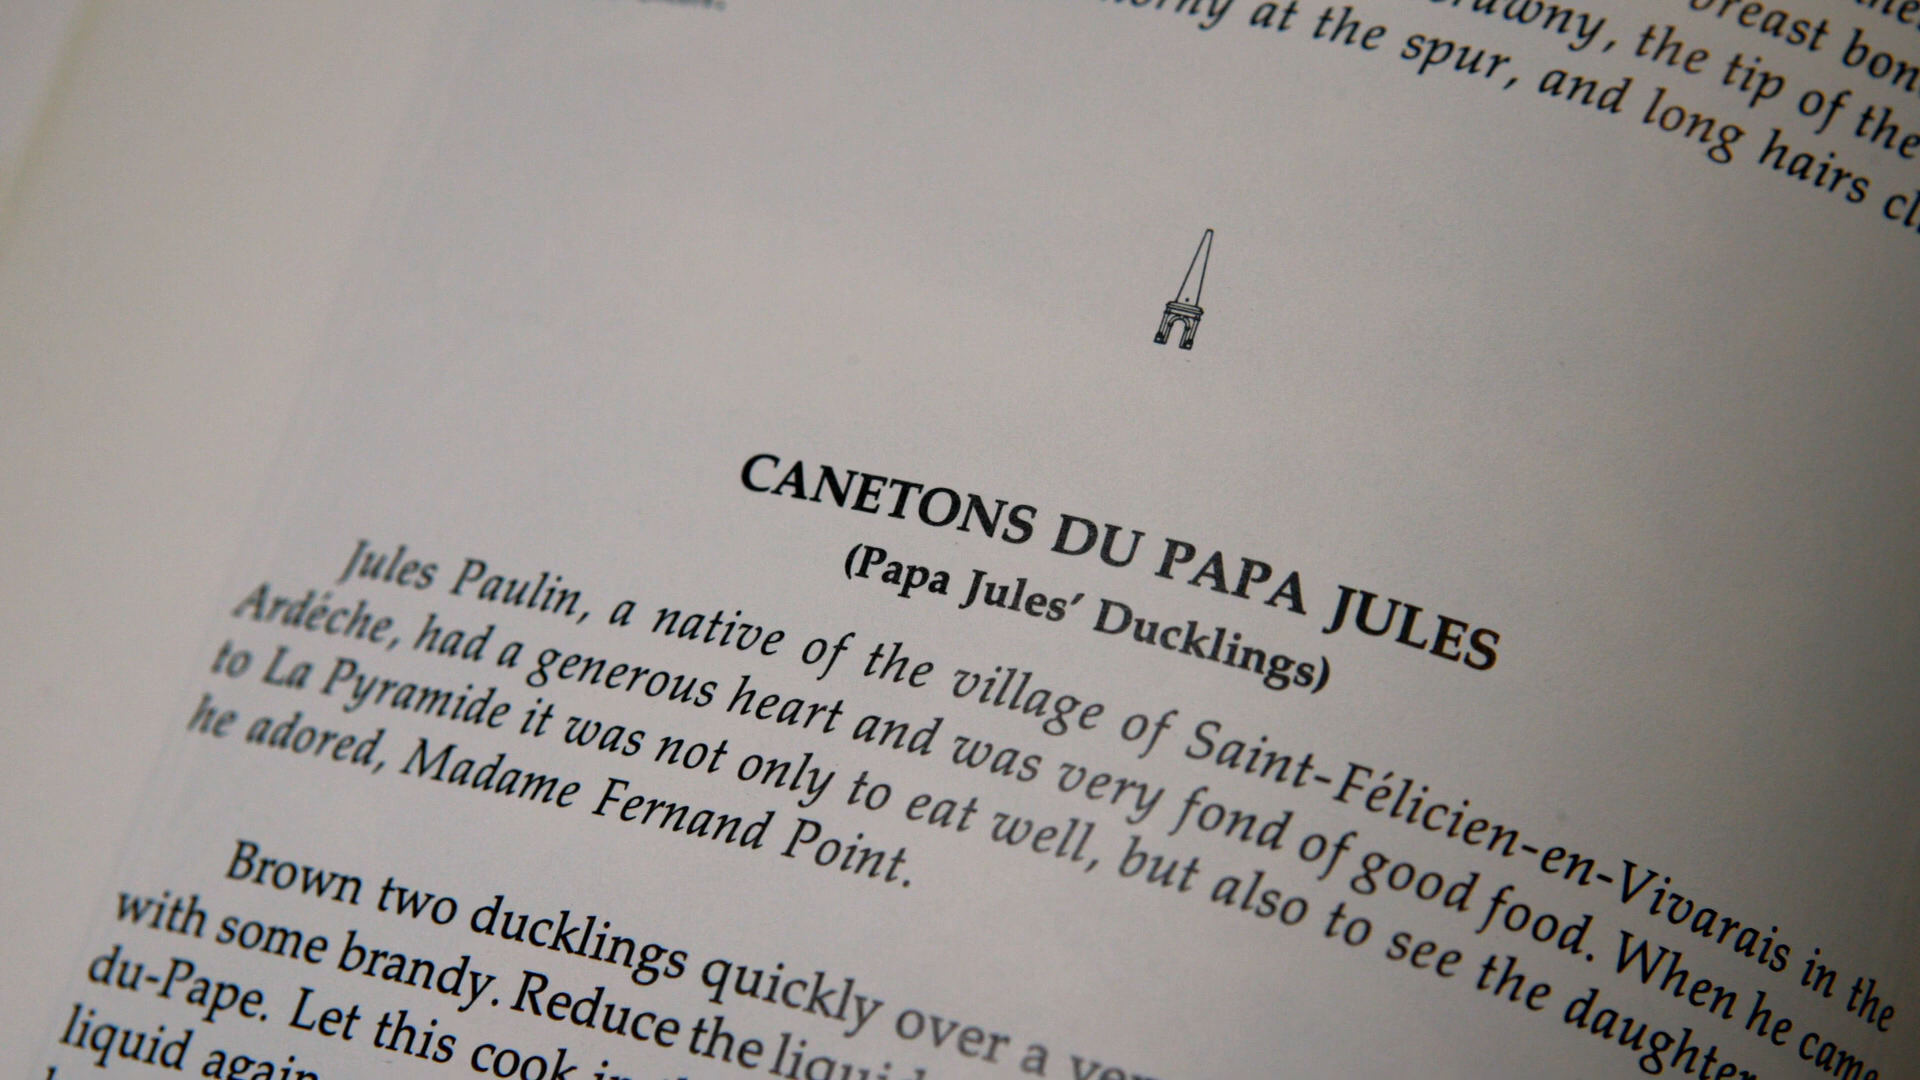 breast bon
the tip of the
at the spur, and long hairs cl
CANETONS DU PAPA JULES
(Papa Jules’ Ducklings)
Jules Paulin, a native of the village of Saint-Félicien-en-Vivarais in the
Ardéche, had a generous heart and was very fond of good food. When he came
to La Pyramide it was not only to eat well, but also to see the daughter
he adored, Madame Fernand Point.
Brown two ducklings quickly over a
with some brandy. Reduce the
du-Pape. Let this cook
liquid again